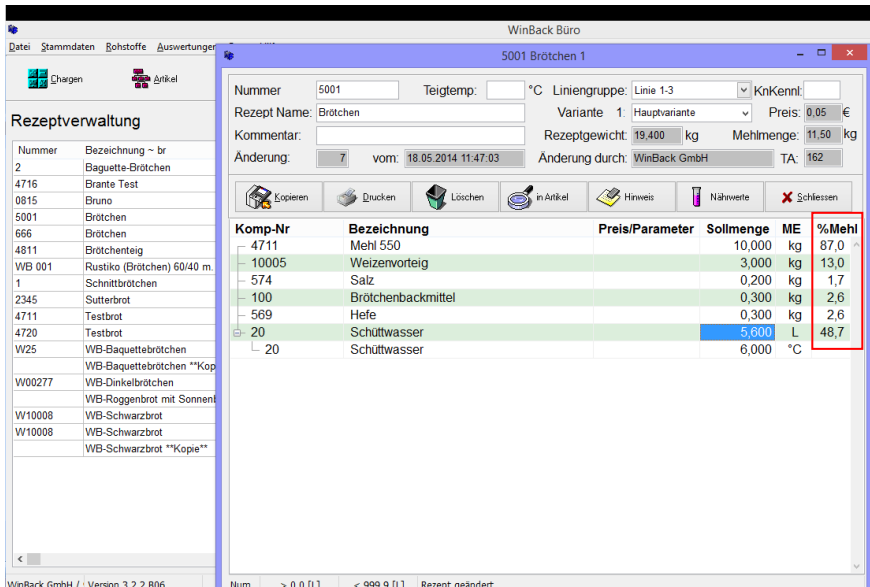 WinBack Büro
Datei Stammdaten Rohstoffe Auswertungen
5001 Brötchen 1
Chargen Artikel
Rezeptverwaltung
Nummer Bezeichnung ~ br
2 Baguette-Brötchen
4716 Brante Test
0815 Bruno
5001 Brötchen
666 Brötchen
4811 Brötchenteig
WB 001 Rustiko (Brötchen) 60/40 m.
1 Schnittbrötchen
2345 Sutterbrot
4711 Testbrot
4720 Testbrot
W25 WB-Baquettebrötchen
WB-Baquettebrötchen **Kop
W00277 WB-Dinkelbrötchen
WB-Roggenbrot mit Sonnen
W10008 WB-Schwarzbrot
W10008 WB-Schwarzbrot
WB-Schwarzbrot **Kopie**
Nummer 5001 Teigtemp: °C Liniengruppe: Linie 1-3 KnKennl:
Rezept Name: Brötchen Variante 1: Hauptvariante Preis: 0,05 €
Kommentar: Rezeptgewicht: 19,400 kg Mehlmenge: 11,50 kg
Änderung: 7 vom: 18.05.2014 11:47:03 Änderung durch: WinBack GmbH TA: 162
Kopieren Drucken Löschen in Artikel Hinweis Nährwerte Schliessen
Komp-Nr Bezeichnung Preis/Parameter Sollmenge ME %Mehl
4711 Mehl 550 10,000 kg 87,0
10005 Weizenvorteig 3,000 kg 13,0
574 Salz 0,200 kg 1,7
100 Brötchenbackmittel 0,300 kg 2,6
569 Hefe 0,300 kg 2,6
20 Schüttwasser 5,600 L 48,7
20 Schüttwasser 6,000 °C
WinBack GmbH / Version 3.2.2 B06
Num > 0.0 [L] < 999.9 [L] Rezept geändert